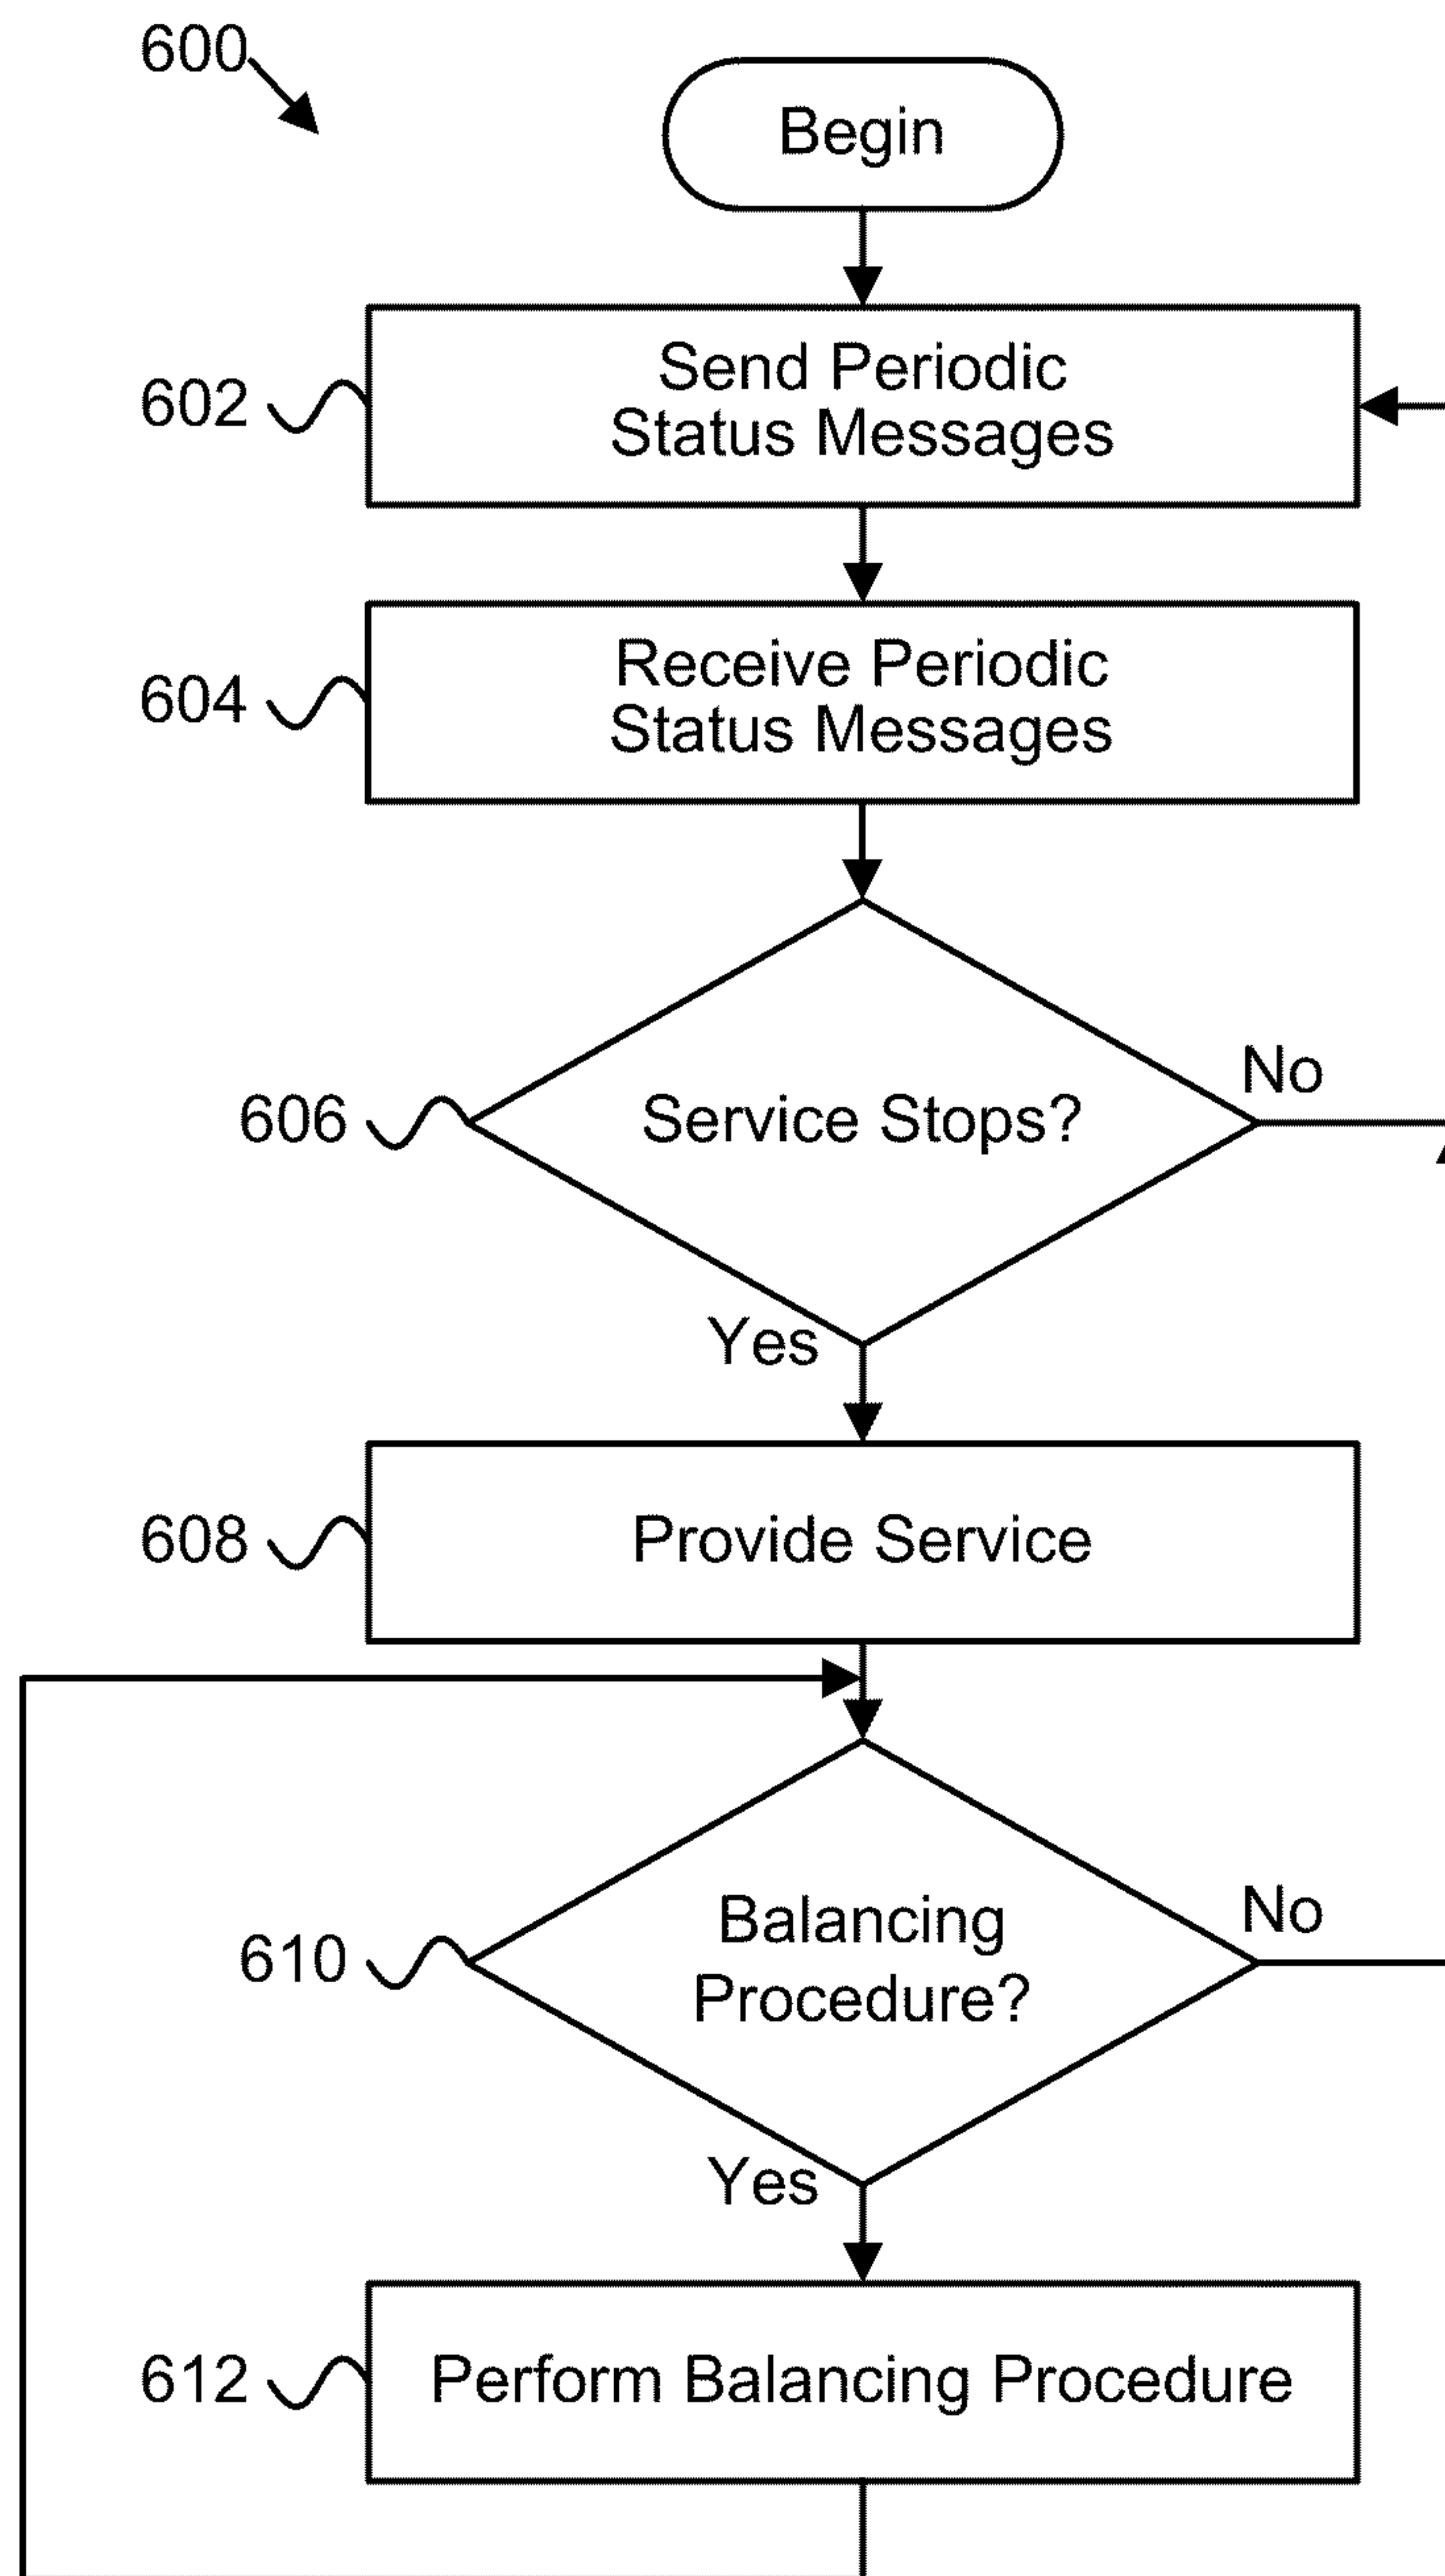 600
Begin
602
Send Periodic
Status Messages
604
Receive Periodic
Status Messages
606
Service Stops?
No
Yes
608
Provide Service
610
Balancing
Procedure?
No
Yes
612
Perform Balancing Procedure